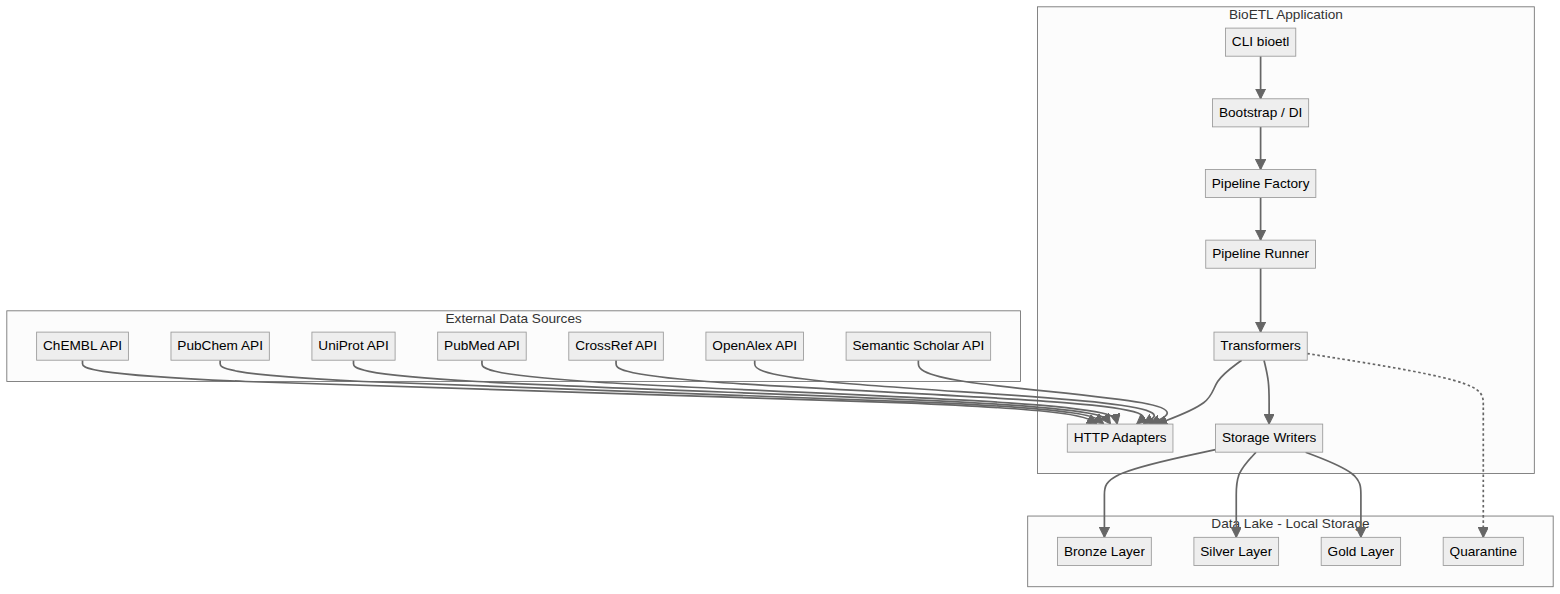 BioETL Application
CLI bioetl
Bootstrap / DI
Pipeline Factory
Pipeline Runner
External Data Sources
ChEMBL API
PubChem API
UniProt API
PubMed API
CrossRef API
OpenAlex API
Semantic Scholar API
Transformers
HTTP Adapters
Storage Writers
Data Lake - Local Storage
Bronze Layer
Silver Layer
Gold Layer
Quarantine